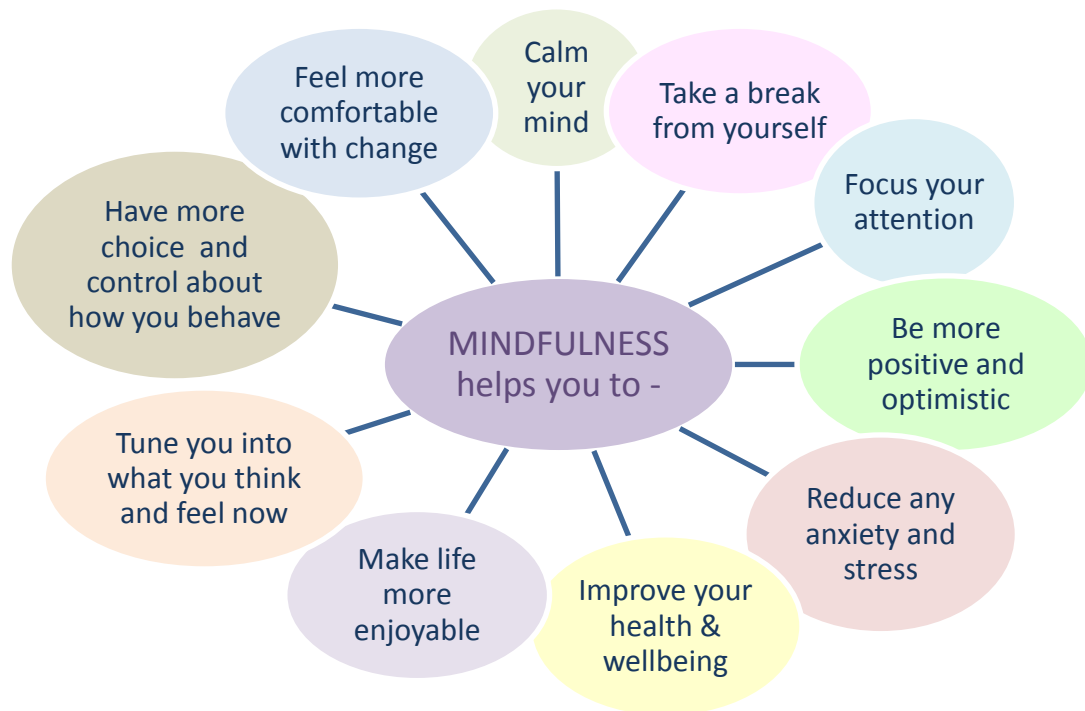 MINDFULNESS
helps you to -
Calm
your
mind
Take a break
from yourself
Focus your
attention
Be more
positive and
optimistic
Reduce any
anxiety and
stress
Improve your
health &
wellbeing
Make life
more
enjoyable
Tune you into
what you think
and feel now
Have more
choice  and
control about
how you behave
Feel more
comfortable
with change